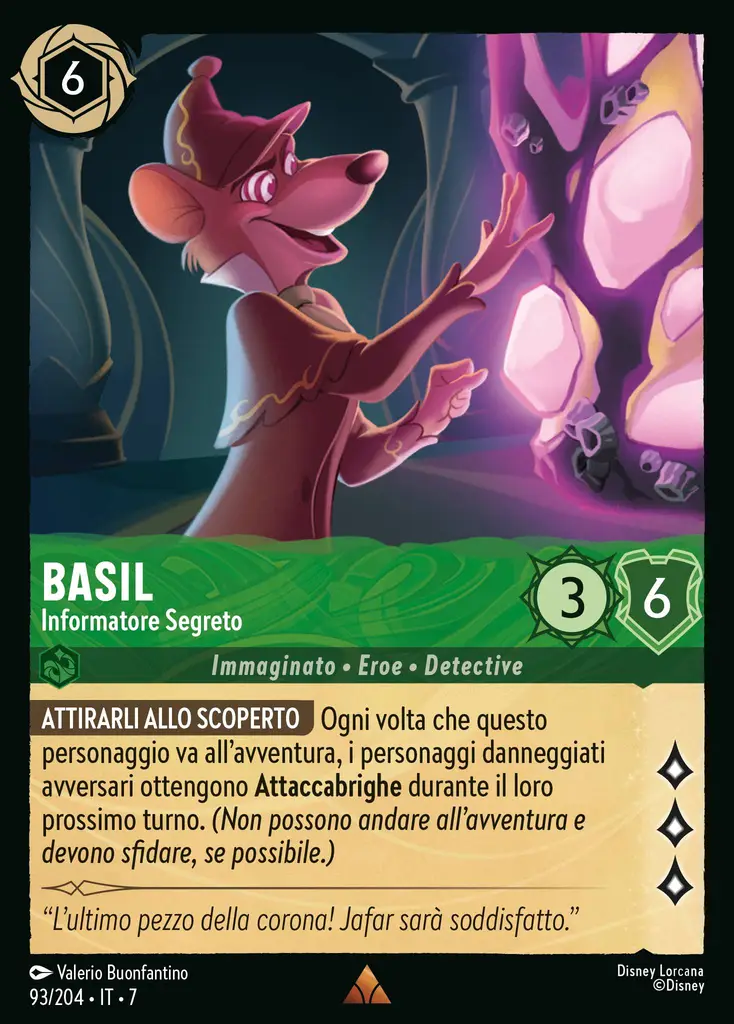 6
BASIL
Informatore Segreto
3
6
Immaginato • Eroe • Detective
ATTIRARLI ALLO SCOPERTO Ogni volta che questo
personaggio va all'avventura, i personaggi danneggiati
avversari ottengono Attaccabrighe durante il loro
prossimo turno. (Non possono andare all'avventura e
devono sfidare, se possibile.)
“L'ultimo pezzo della corona! Jafar sarà soddisfatto.”
Valerio Buonfantino
93/204 • IT • 7
Disney Lorcana
©Disney